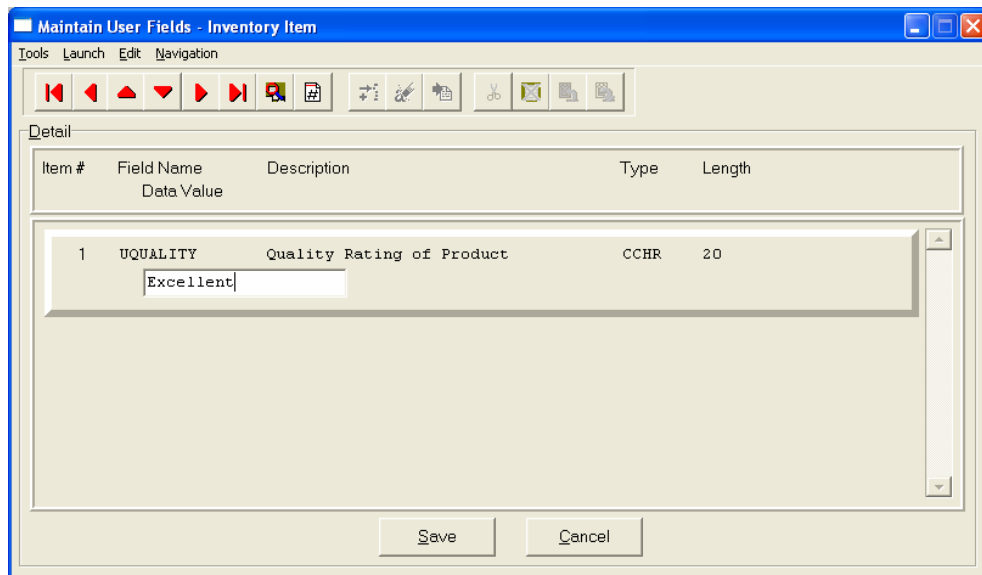 Maintain User Fields - Inventory Item
Tools Launch Edit Navigation
Detail
Item # Field Name Description Type Length
Data Value
1 UQUALITY Quality Rating of Product CCHR 20
Excellent
Save Cancel